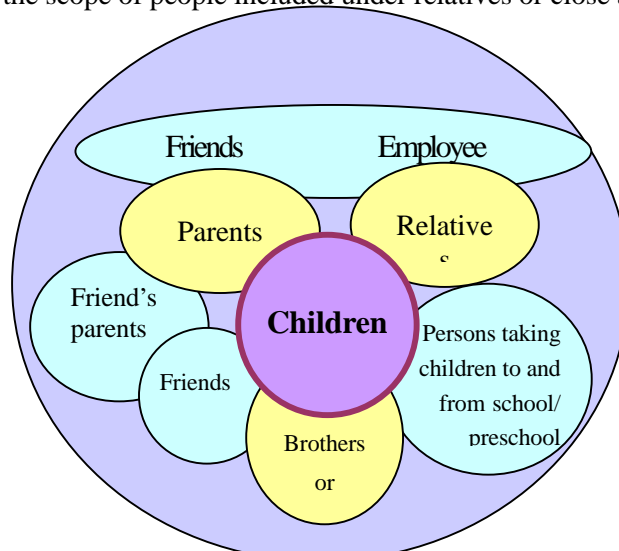 the scope of people included under relatives or close
Friends Employee
Parents
Relative
Friend's
parents
Children
Persons taking
children to and
from school/
preschool
Friends
Brothers
or